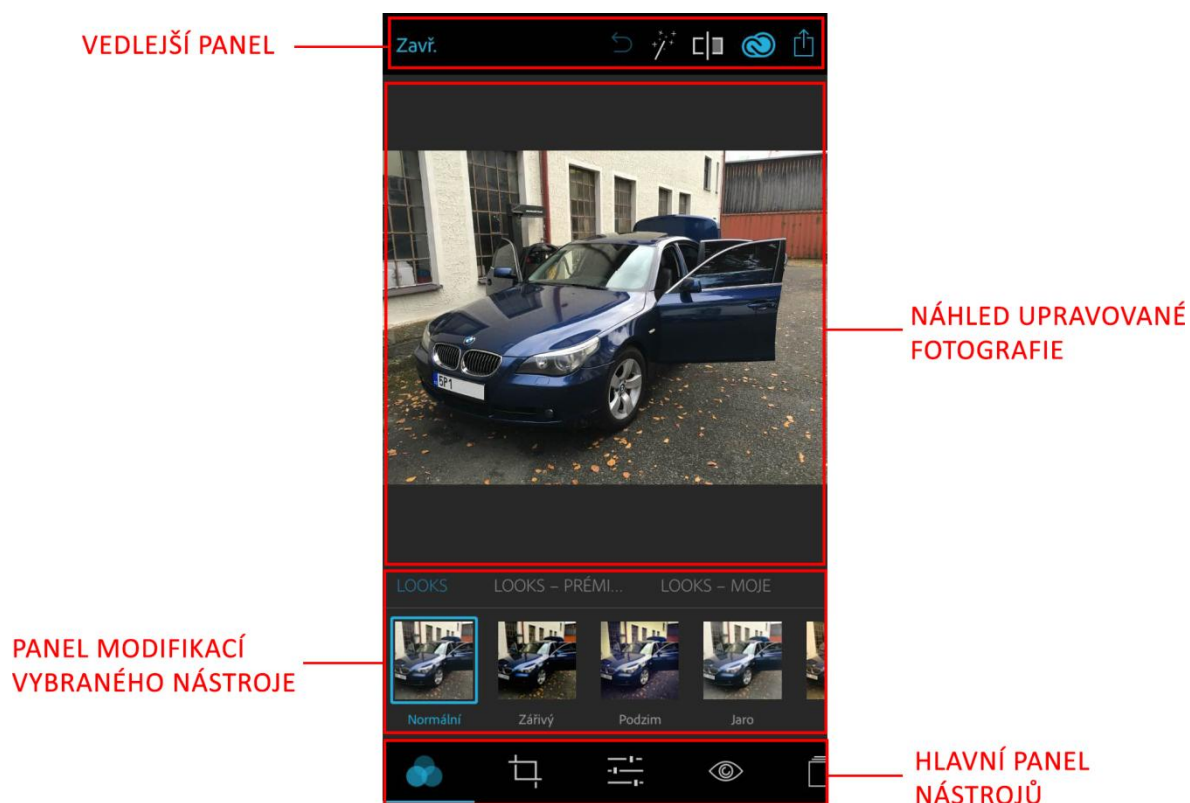 VEDLEJŠÍ PANEL
Zavř.
5P1
NÁHLED UPRAVOVANÉ
FOTOGRAFIE
LOOKS LOOKS – PRÉMI... LOOKS – MOJE
PANEL MODIFIKACÍ
VYBRANÉHO NÁSTROJE
Normální Zářivý Podzim Jaro
HLAVNÍ PANEL
NÁSTROJŮ